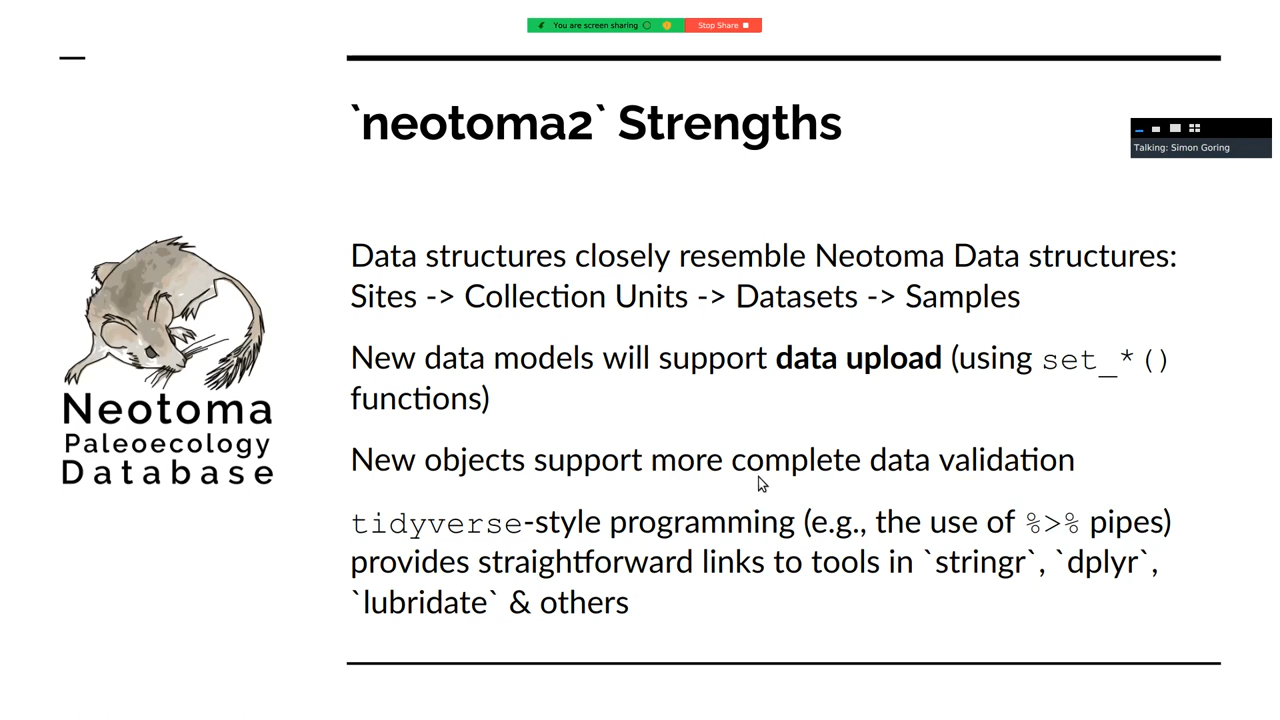 You are screen sharing
Stop Share
`neotoma2` Strengths
Talking: Simon Goring
Data structures closely resemble Neotoma Data structures:
Sites -> Collection Units -> Datasets -> Samples
New data models will support data upload (using set_*()
functions)
New objects support more complete data validation
tidyverse-style programming (e.g., the use of %>% pipes)
provides straightforward links to tools in `stringr`, `dplyr`,
`lubridate` & others
Neotoma
Paleoecology
Database